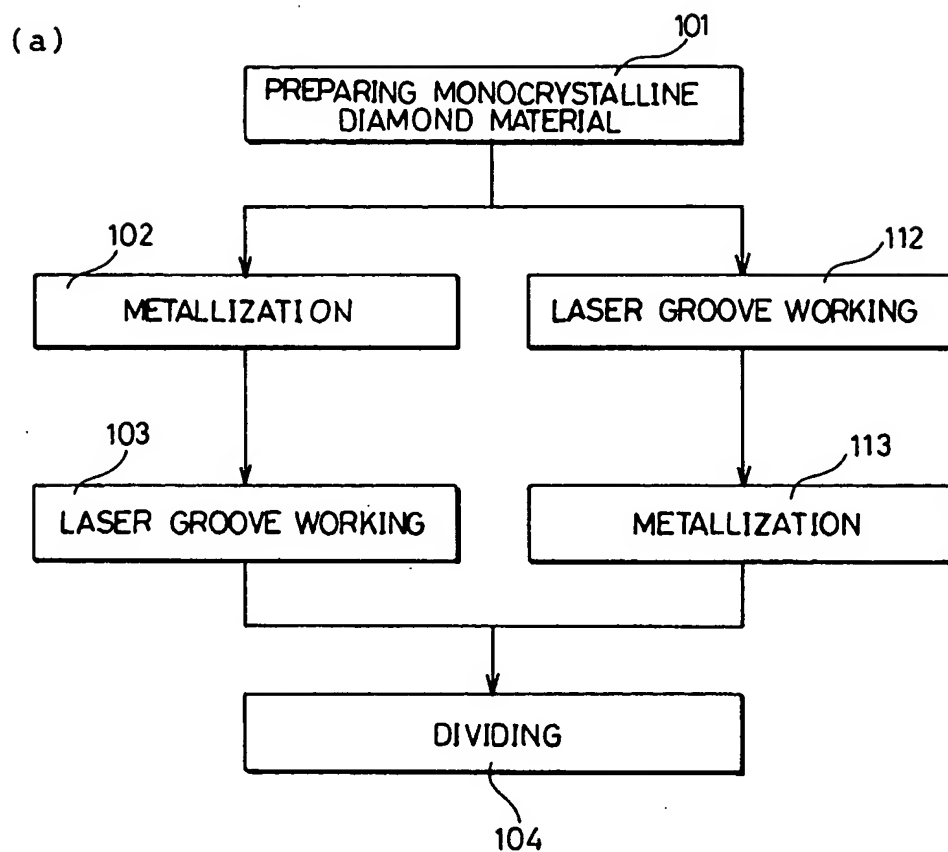 (a)
101
PREPARING MONOCRYSTALLINE
DIAMOND MATERIAL
102
112
METALLIZATION
LASER GROOVE WORKING
103
113
LASER GROOVE WORKING
METALLIZATION
DIVIDING
104